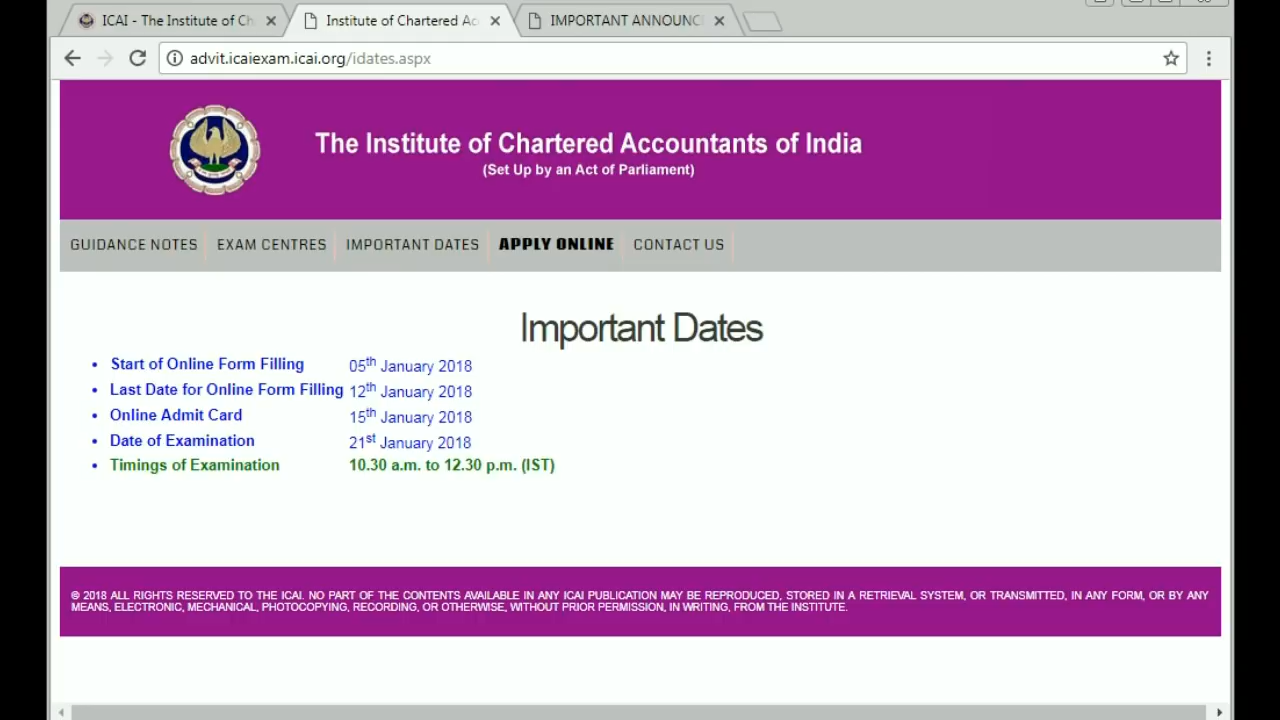 ICAI - The Institute of Ch
Institute of Chartered Ac
IMPORTANT ANNOUNC
advit.icaiexam.icai.org/idates.aspx
The Institute of Chartered Accountants of India
(Set Up by an Act of Parliament)
GUIDANCE NOTES EXAM CENTRES IMPORTANT DATES APPLY ONLINE CONTACT US
Important Dates
• Start of Online Form Filling 05th January 2018
• Last Date for Online Form Filling 12th January 2018
• Online Admit Card 15th January 2018
• Date of Examination 21st January 2018
• Timings of Examination 10.30 a.m. to 12.30 p.m. (IST)
© 2018 ALL RIGHTS RESERVED TO THE ICAI. NO PART OF THE CONTENTS AVAILABLE IN ANY ICAI PUBLICATION MAY BE REPRODUCED, STORED IN A RETRIEVAL SYSTEM, OR TRANSMITTED, IN ANY FORM, OR BY ANY
MEANS, ELECTRONIC, MECHANICAL, PHOTOCOPYING, RECORDING, OR OTHERWISE, WITHOUT PRIOR PERMISSION, IN WRITING, FROM THE INSTITUTE.